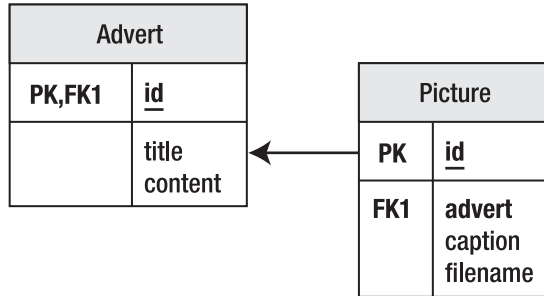 Advert
PK,FK1 id
title
content
Picture
PK id
FK1 advert
caption
filename